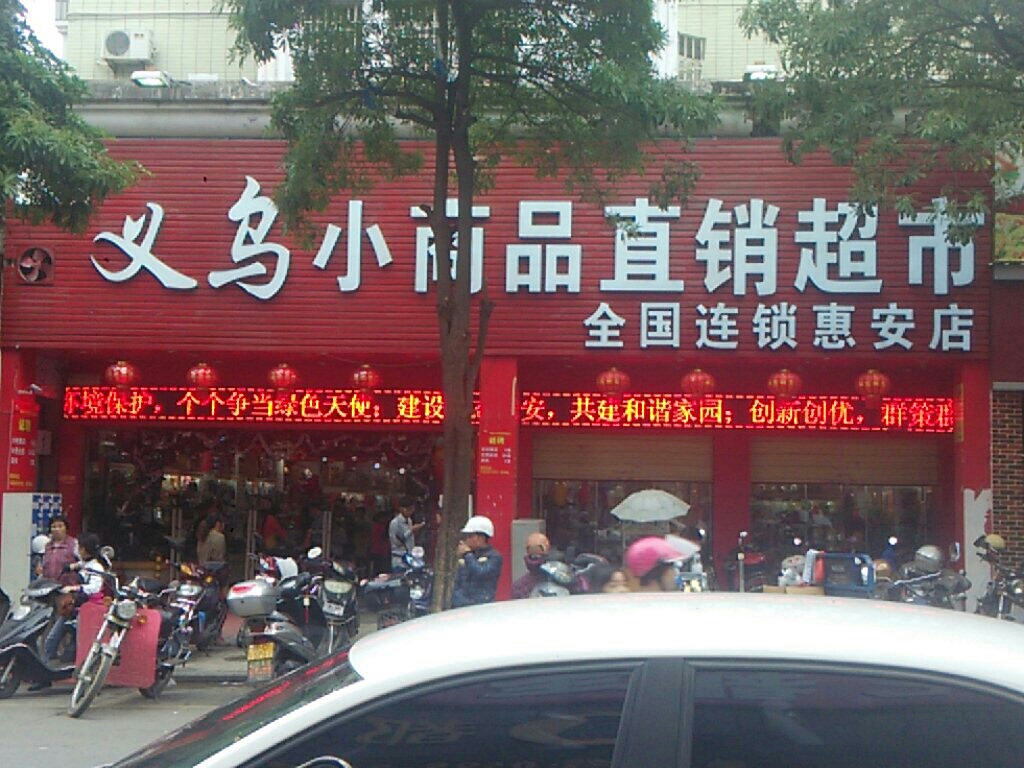 义乌小商品直销超市
全国连锁惠安店
环境保护，个个争当绿色天使；建设 安，共建和谐家园；创新创优，群策群